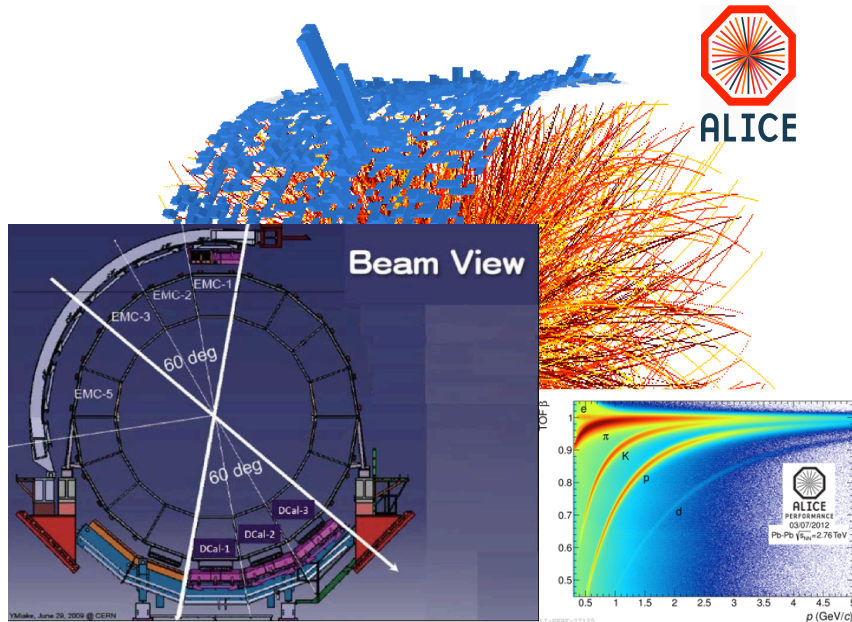 ALICE
Beam View
EMC-1
EMC-2
EMC-3
60 deg
EMC-5
60 deg
DCal-3
DCal-2
DCal-1
YMiake, June 29, 2009 @ CERN
TOF β
e
π
K
p
d
1
0.9
0.8
0.7
0.6
0.5
ALICE
PERFORMANCE
03/07/2012
Pb-Pb √sNN=2.76 TeV
0.5 1 1.5 2 2.5 3 3.5 4 4.5 5
p (GeV/c)